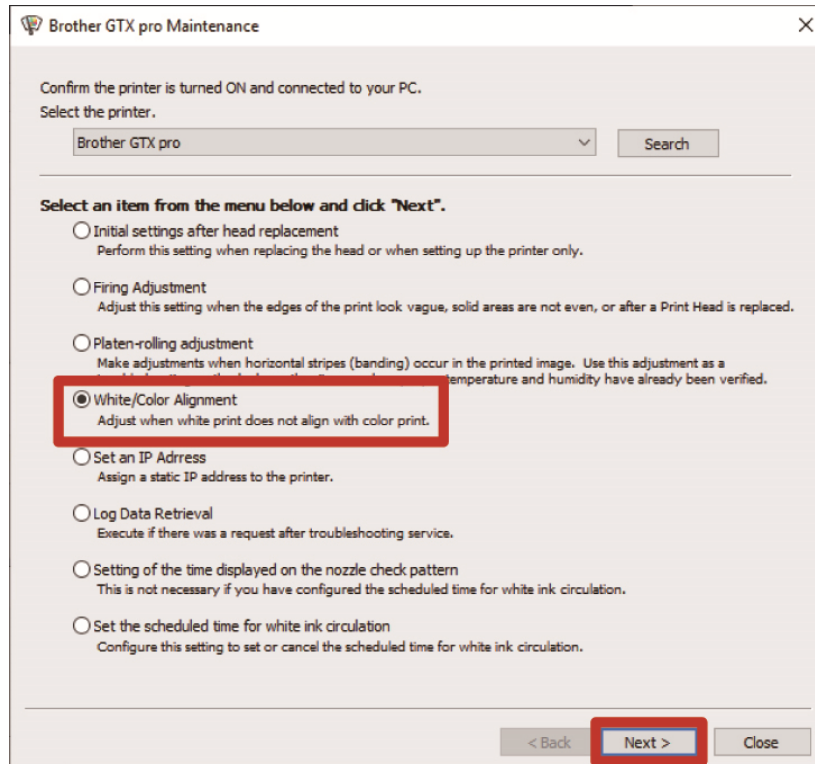 Brother GTX pro Maintenance
Confirm the printer is turned ON and connected to your PC.
Select the printer.
Brother GTX pro
Search
Select an item from the menu below and click "Next".
Initial settings after head replacement
Perform this setting when replacing the head or when setting up the printer only.
Firing Adjustment
Adjust this setting when the edges of the print look vague, solid areas are not even, or after a Print Head is replaced.
Platen-rolling adjustment
Make adjustments when horizontal stripes (banding) occur in the printed image. Use this adjustment as a
temperature and humidity have already been verified.
White/Color Alignment
Adjust when white print does not align with color print.
Set an IP Adrress
Assign a static IP address to the printer.
Log Data Retrieval
Execute if there was a request after troubleshooting service.
Setting of the time displayed on the nozzle check pattern
This is not necessary if you have configured the scheduled time for white ink circulation.
Set the scheduled time for white ink circulation
Configure this setting to set or cancel the scheduled time for white ink circulation.
< Back
Next >
Close